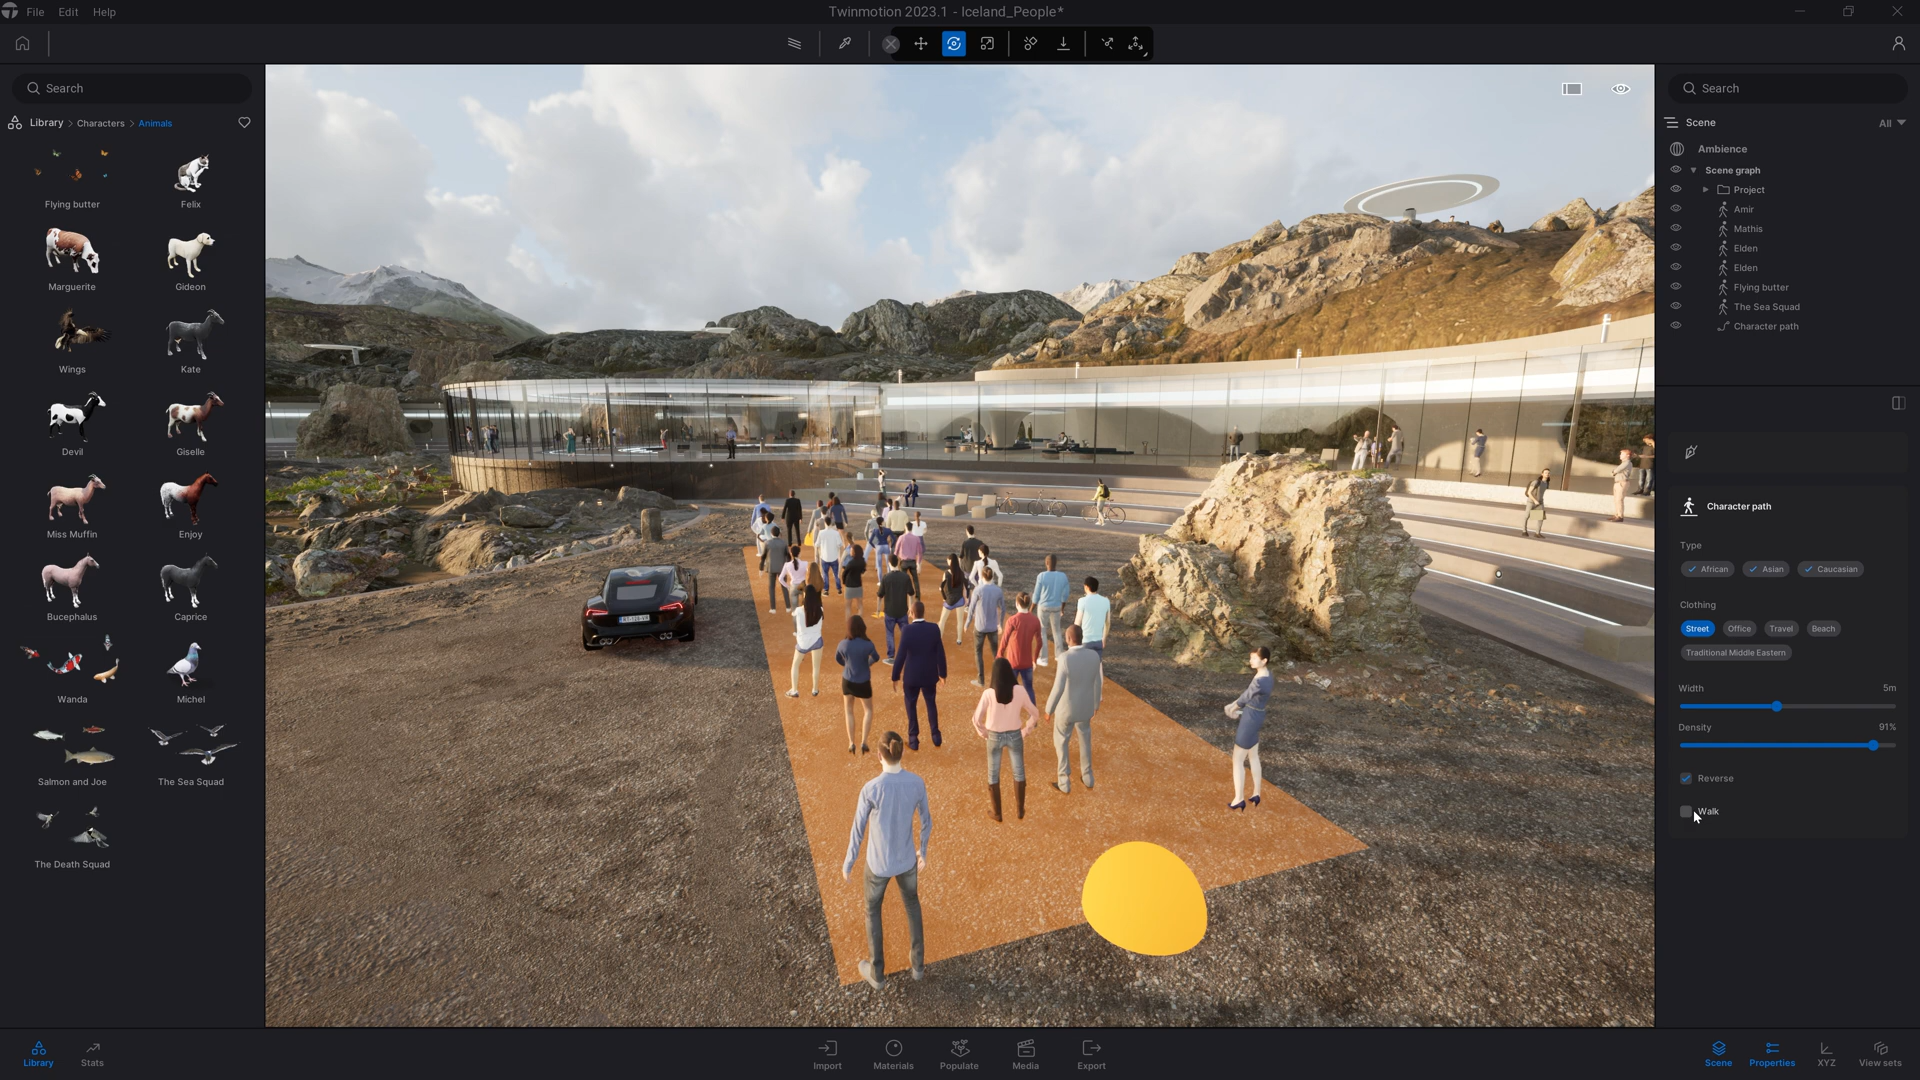 File Edit Help
Twinmotion 2023.1 - Iceland_People*
Search
Library > Characters > Animals
Flying butter
Felix
Marguerite
Gideon
Wings
Kate
Devil
Giselle
Miss Muffin
Enjoy
Bucephalus
Caprice
Wanda
Michel
Salmon and Joe
The Sea Squad
The Death Squad
Search
Scene
All
Ambience
Scene graph
Project
Amir
Mathis
Elden
Elden
Flying butter
The Sea Squad
Character path
Character path
Type
African Asian Caucasian
Clothing
Street Office Travel Beach
Traditional Middle Eastern
Width 5m
Density 91%
Reverse
Walk
Library Stats
Import Materials Populate Media Export
Scene Properties XYZ View sets